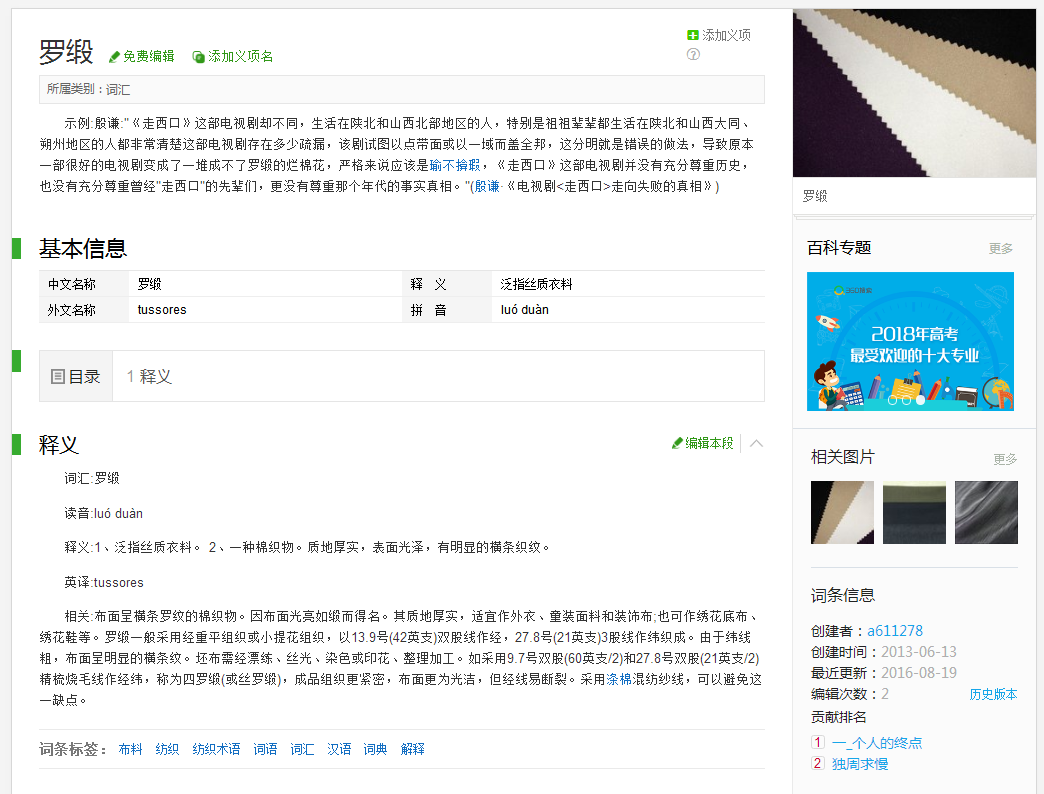 罗缎
免费编辑
添加义项名
添加义项
?
所属类别：词汇
示例:殷谦:"《走西口》这部电视剧却不同，生活在陕北和山西北部地区的人，特别是祖祖辈辈都生活在陕北和山西大同、
朔州地区的人都非常清楚这部电视剧存在多少疏漏，该剧试图以点带面或以一域而盖全邦，这分明就是错误的做法，导致原本
一部很好的电视剧变成了一堆成不了罗缎的烂棉花，严格来说应该是瑜不揜瑕，《走西口》这部电视剧并没有充分尊重历史，
也没有充分尊重曾经"走西口"的先辈们，更没有尊重那个年代的事实真相。"(殷谦·《电视剧<走西口>走向失败的真相》)
基本信息
中文名称 罗缎 释 义 泛指丝质衣料
外文名称 tussores 拼 音 luó duàn
目录 1 释义
释义
编辑本段
词汇:罗缎
读音:luó duàn
释义:1、泛指丝质衣料。 2、一种棉织物。质地厚实，表面光泽，有明显的横条织纹。
英译:tussores
相关:布面呈横条罗纹的棉织物。因布面光亮如缎而得名。其质地厚实，适宜作外衣、童装面料和装饰布;也可作绣花底布、
绣花鞋等。罗缎一般采用经重平组织或小提花组织，以13.9号(42英支)双股线作经，27.8号(21英支)3股线作纬织成。由于纬线
粗，布面呈明显的横条纹。坯布需经漂练、丝光、染色或印花、整理加工。如采用9.7号双股(60英支/2)和27.8号双股(21英支/2)
精梳烧毛线作经纬，称为四罗缎(或丝罗缎)，成品组织更紧密，布面更为光洁，但经线易断裂。采用涤棉混纺纱线，可以避免这
一缺点。
词条标签： 布料 纺织 纺织术语 词语 词汇 汉语 词典 解释
罗缎
百科专题 更多
2018年高考
最受欢迎的十大专业
相关图片 更多
词条信息
创建者：a611278
创建时间：2013-06-13
最近更新：2016-08-19
编辑次数：2 历史版本
贡献排名
1 一_个人的终点
2 独周求慢